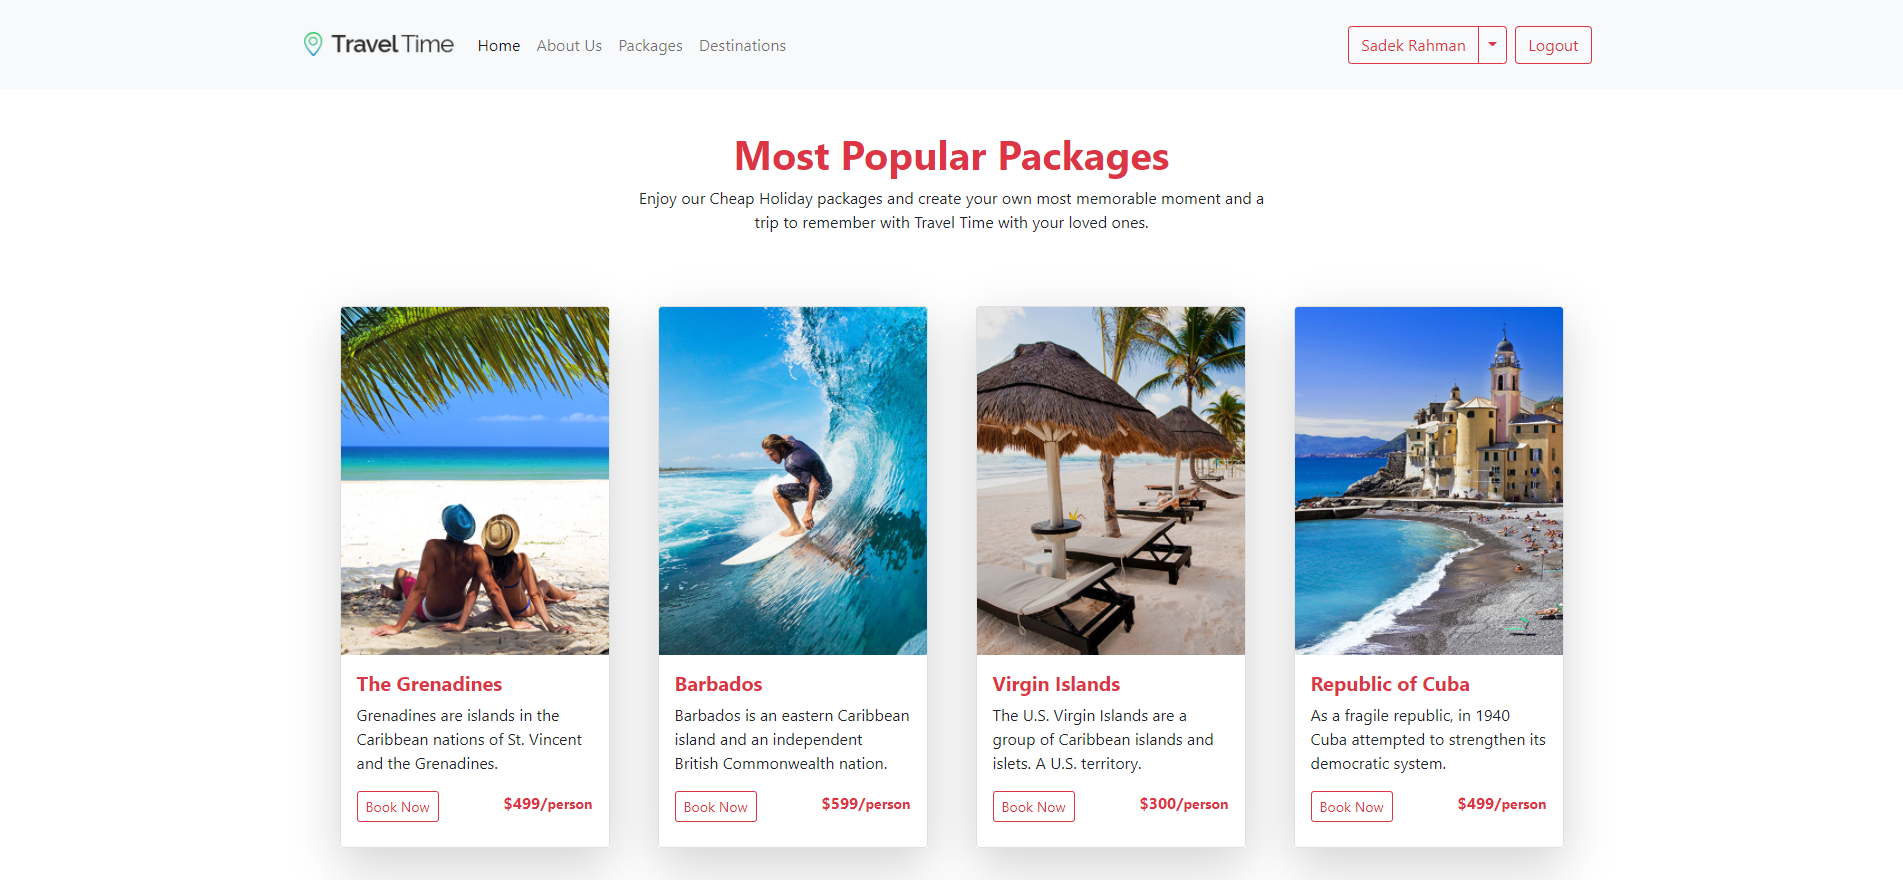 TravelTime Home About Us Packages Destinations Sadek Rahman Logout
Most Popular Packages
Enjoy our Cheap Holiday packages and create your own most memorable moment and a
trip to remember with Travel Time with your loved ones.
The Grenadines
Grenadines are islands in the
Caribbean nations of St. Vincent
and the Grenadines.
Book Now $499/person
Barbados
Barbados is an eastern Caribbean
island and an independent
British Commonwealth nation.
Book Now $599/person
Virgin Islands
The U.S. Virgin Islands are a
group of Caribbean islands and
islets. A U.S. territory.
Book Now $300/person
Republic of Cuba
As a fragile republic, in 1940
Cuba attempted to strengthen its
democratic system.
Book Now $499/person